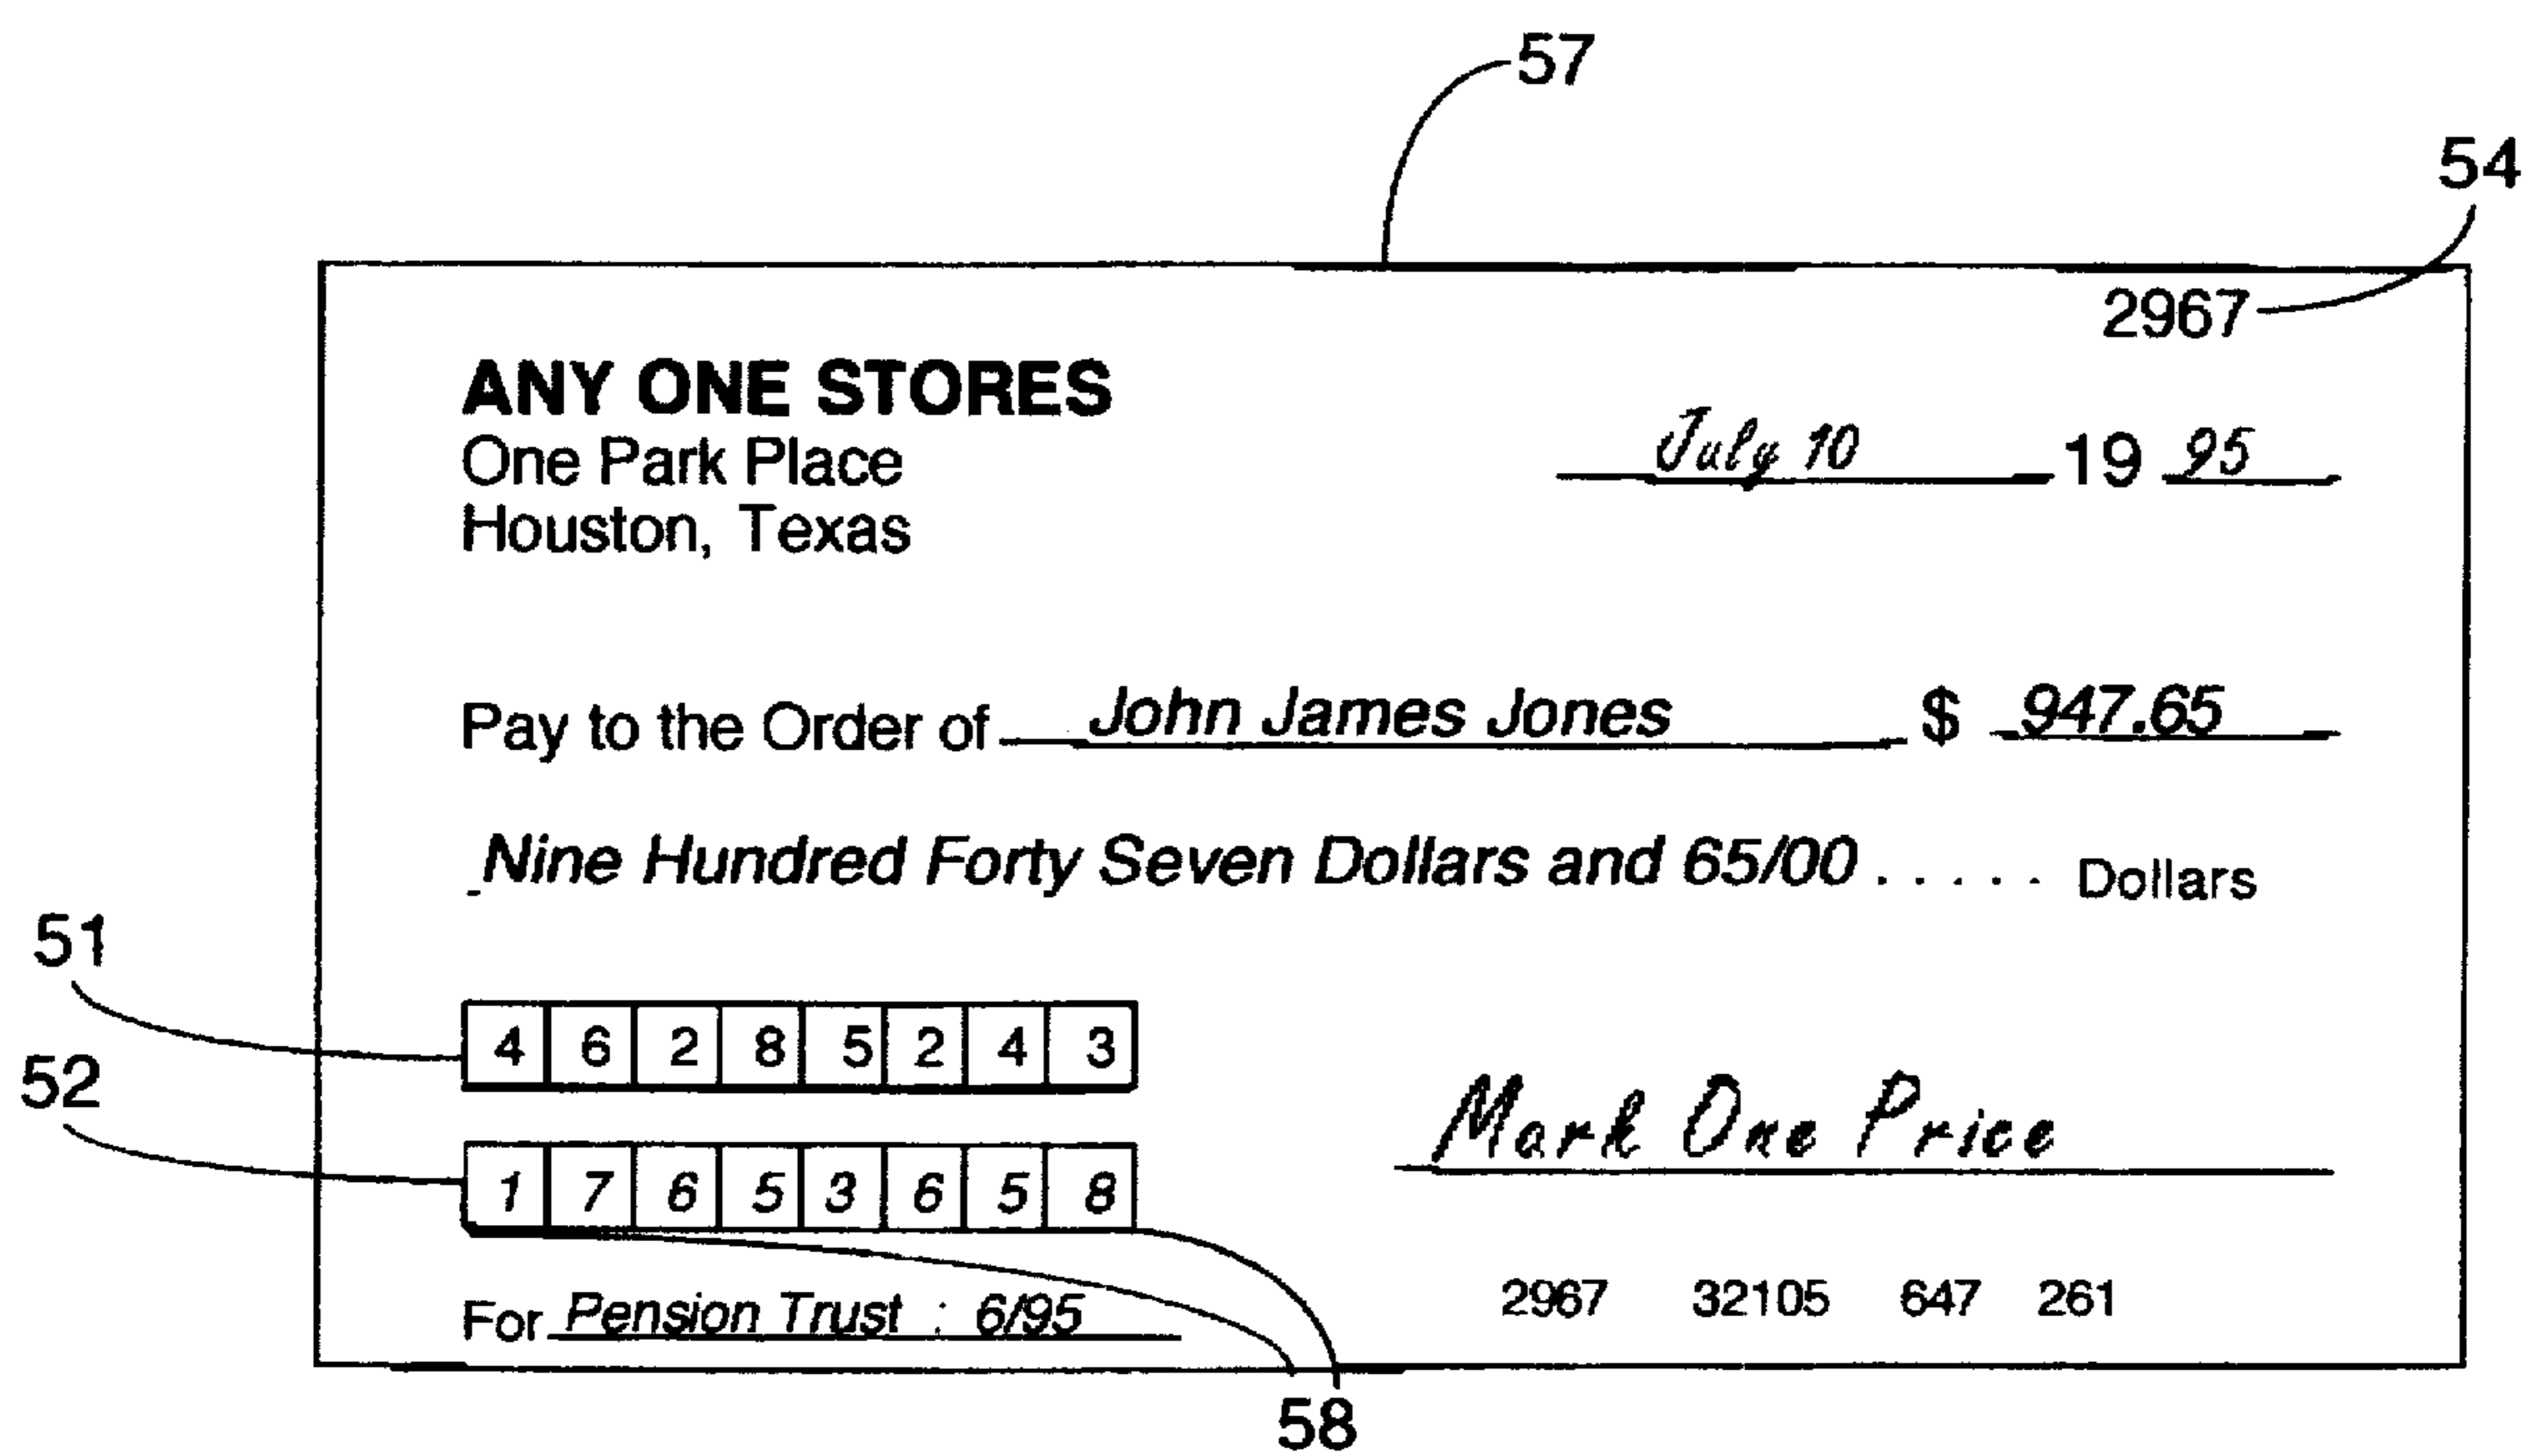 57
54
2967
ANY ONE STORES
One Park Place
Houston, Texas
July 10 19 95
Pay to the Order of John James Jones $ 947.65
Nine Hundred Forty Seven Dollars and 65/00 . . . . . Dollars
51
4 6 2 8 5 2 4 3
52
1 7 6 5 3 6 5 8
Mark One Price
For Pension Trust : 6/95
2967 32105 647 261
58